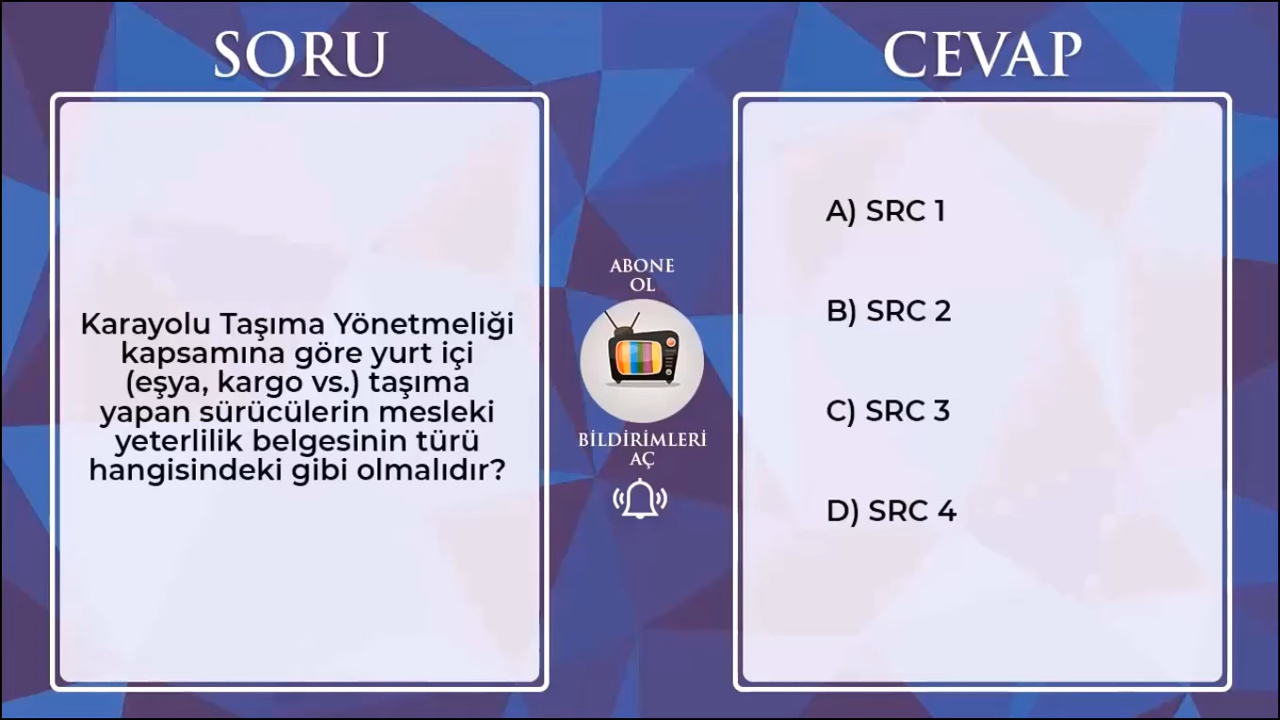 SORU
Karayolu Taşıma Yönetmeliği
kapsamına göre yurt içi
(eşya, kargo vs.) taşıma
yapan sürücülerin mesleki
yeterlilik belgesinin türü
hangisindeki gibi olmalıdır?
ABONE
OL
BİLDİRİMLERİ
AÇ
CEVAP
A) SRC 1
B) SRC 2
C) SRC 3
D) SRC 4